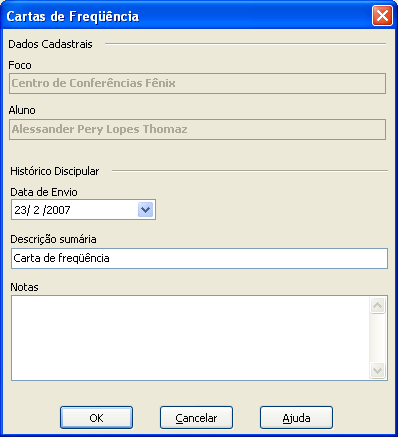 Cartas de Freqüência
Dados Cadastrais
Foco
Centro de Conferências Fênix
Aluno
Alessander Pery Lopes Thomaz
Histórico Discipular
Data de Envio
23/ 2 /2007
Descrição sumária
Carta de freqüência
Notas
OK Cancelar Ajuda